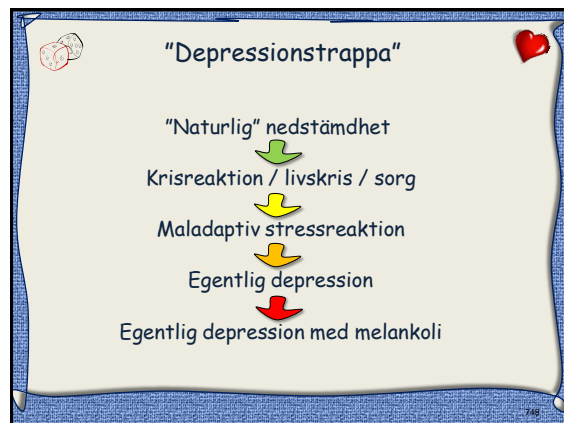 ”Depressionstrappa”
”Naturlig” nedstämdhet
Krisreaktion / livskris / sorg
Maladaptiv stressreaktion
Egentlig depression
Egentlig depression med melankoli
748